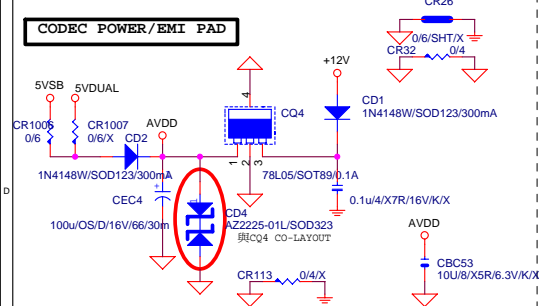 CR26
CODEC POWER/EMI PAD
0/6/SHT/X
CR32
0/4
+12V
5VSB
5VDUAL
4
CQ4
CD1
1N4148W/SOD123/300mA
CR1006
0/6
CR1007
0/6/X
CD2
AVDD
1
2
3
1N4148W/SOD123/300mA
78L05/SOT89/0.1A
CEC4
0.1u/4/X7R/16V/K/X
100u/OS/D/16V/66/30m
CD4
AZ2225-01L/SOD323
與CQ4 CO-LAYOUT
D
AVDD
CBC53
10U/8/X5R/6.3V/K/X
CR113
0/4/X